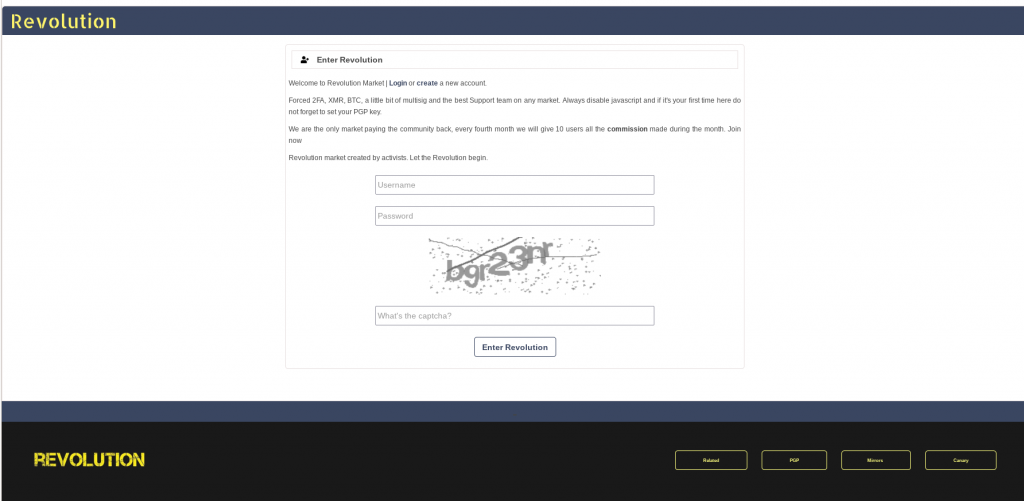 Revolution
Enter Revolution
Welcome to Revolution Market | Login or create a new account.
Forced 2FA, XMR, BTC, a little bit of multisig and the best Support team on any market. Always disable javascript and if it's your first time here do
not forget to set your PGP key.
We are the only market paying the community back, every fourth month we will give 10 users all the commission made during the month. Join
now
Revolution market created by activists. Let the Revolution begin.
Username
Password
bgr23nr
What's the captcha?
Enter Revolution
REVOLUTION
PGP
Mirrors
Canary